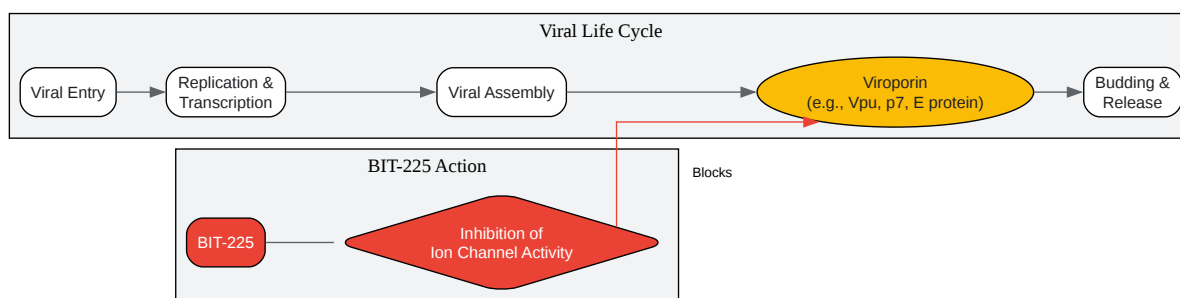 Viral Life Cycle
Viral Entry
Replication &
Transcription
Viral Assembly
Viroporin
(e.g., Vpu, p7, E protein)
Budding &
Release
BIT-225 Action
Blocks
BIT-225
Inhibition of
Ion Channel Activity